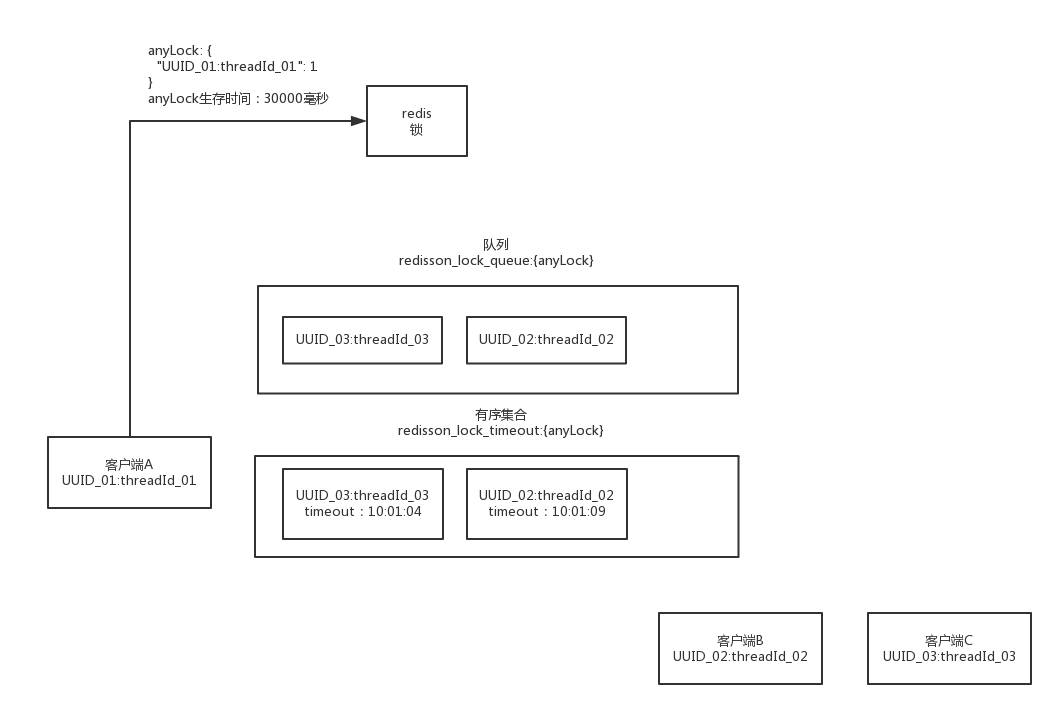 anyLock: {
"UUID_01:threadId_01": 1
}
anyLock生存时间：30000毫秒
redis
锁
队列
redisson_lock_queue:{anyLock}
UUID_03:threadId_03
UUID_02:threadId_02
有序集合
redisson_lock_timeout:{anyLock}
客户端A
UUID_01:threadId_01
UUID_03:threadId_03
timeout：10:01:04
UUID_02:threadId_02
timeout：10:01:09
客户端B
UUID_02:threadId_02
客户端C
UUID_03:threadId_03